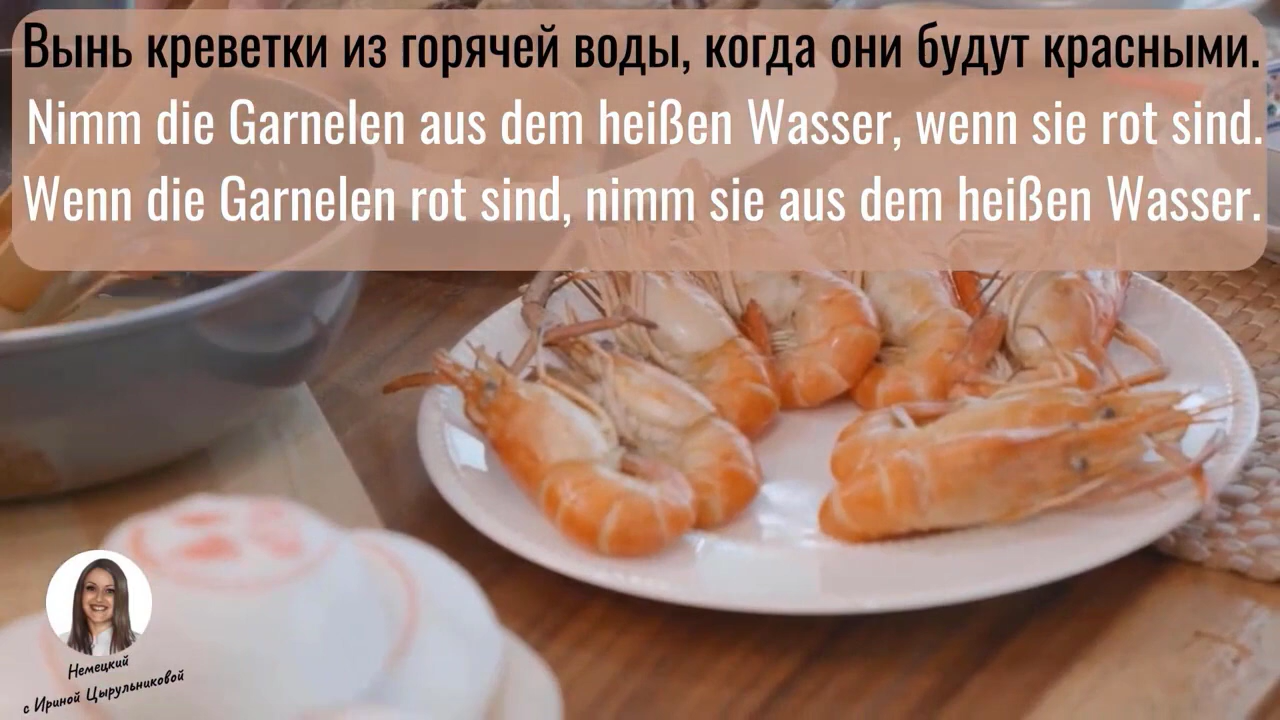 Вынь креветки из горячей воды, когда они будут красными.
Nimm die Garnelen aus dem heißen Wasser, wenn sie rot sind.
Wenn die Garnelen rot sind, nimm sie aus dem heißen Wasser.
Немецкий
с Ириной Цырульниковой